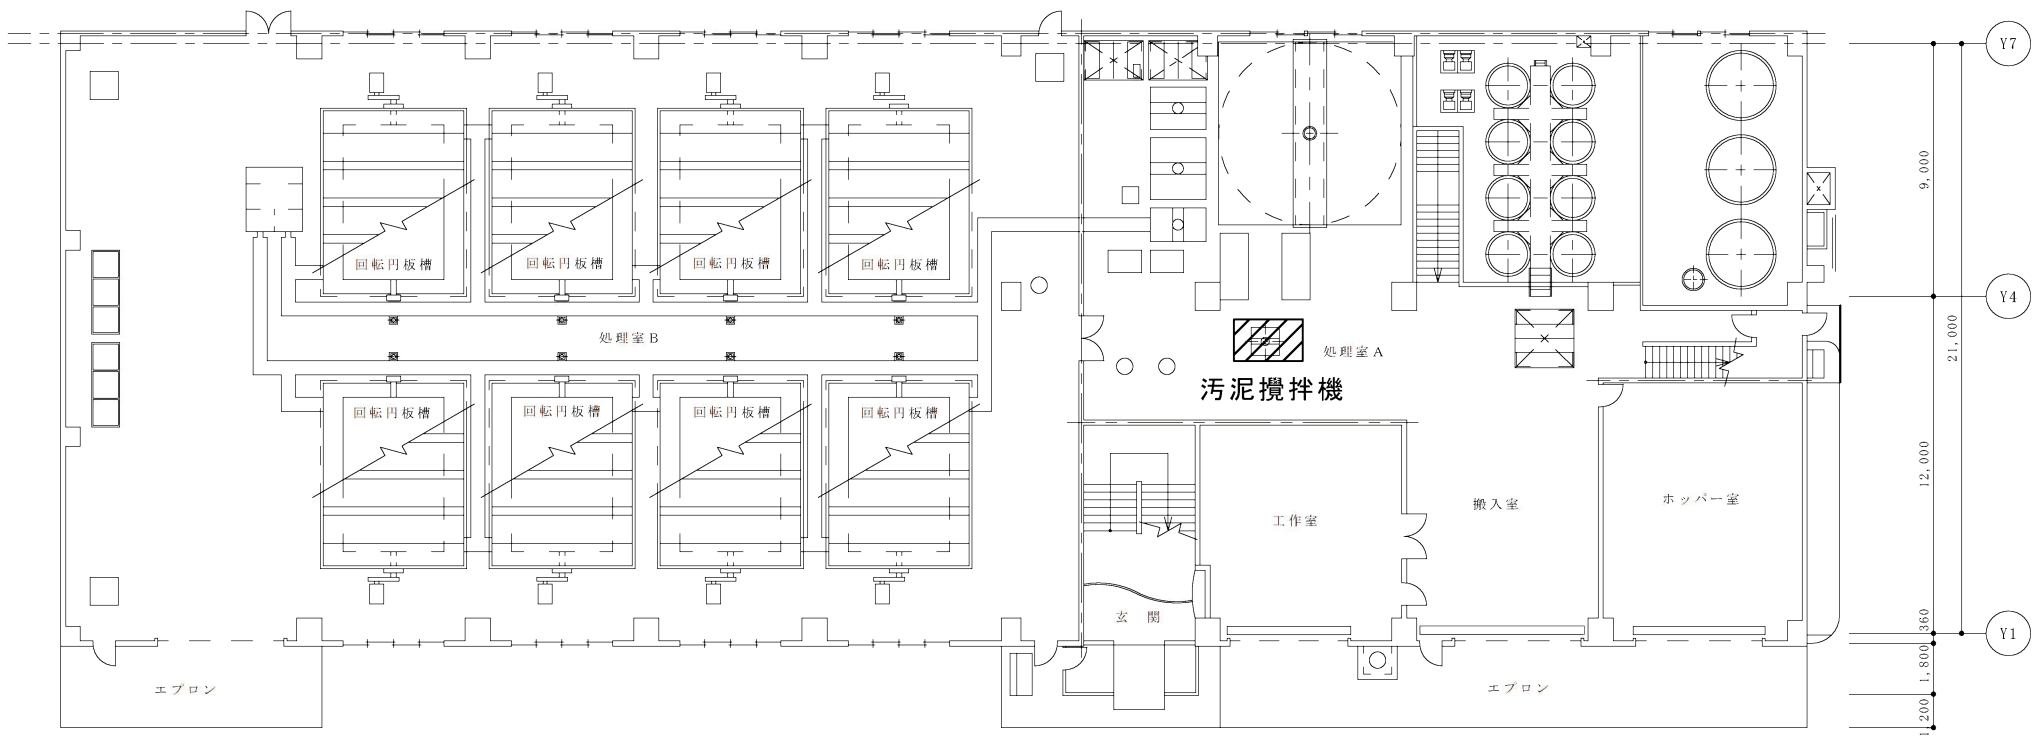 Y7
9,000
回転円板槽
回転円板槽
回転円板槽
回転円板槽
Y4
処理室B
処理室A
21,000
汚泥攪拌機
回転円板槽
回転円板槽
回転円板槽
回転円板槽
12,000
ホッパー室
搬入室
工作室
玄 関
360
Y1
1,800
エプロン
エプロン